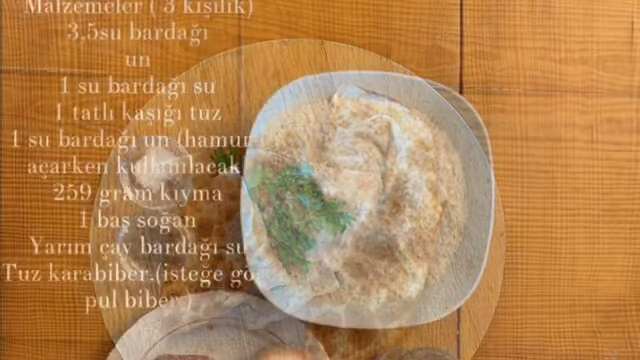 Malzemeler ( 3 kişilik)
3,5su bardağı
un
1 su bardağı su
1 tatlı kaşığı tuz
1 su bardağı un (hamur
açarken kullanılacak
259 gram kıyma
1 baş soğan
Yarım çay bardağı su
Tuz karabiber.(isteğe gö
pul biber )